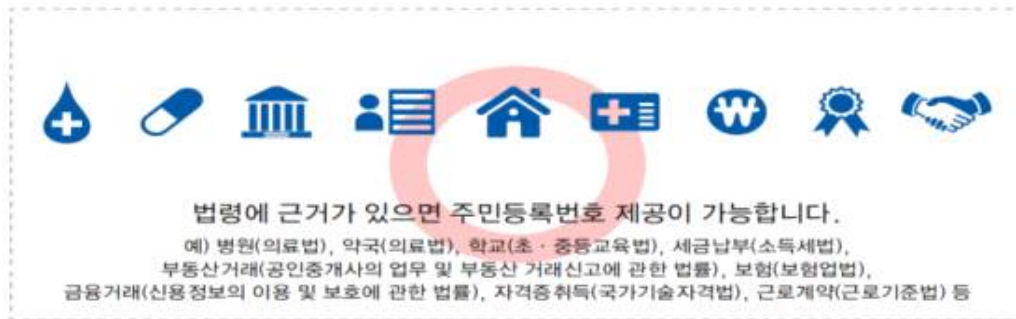 법령에 근거가 있으면 주민등록번호 제공이 가능합니다.
예) 병원(의료법), 약국(의료법), 학교(초 · 중등교육법), 세금납부(소득세법),
부동산거래(공인중개사의 업무 및 부동산 거래신고에 관한 법률), 보험(보험업법),
금융거래(신용정보의 이용 및 보호에 관한 법률), 자격증취득(국가기술자격법), 근로계약(근로기준법) 등